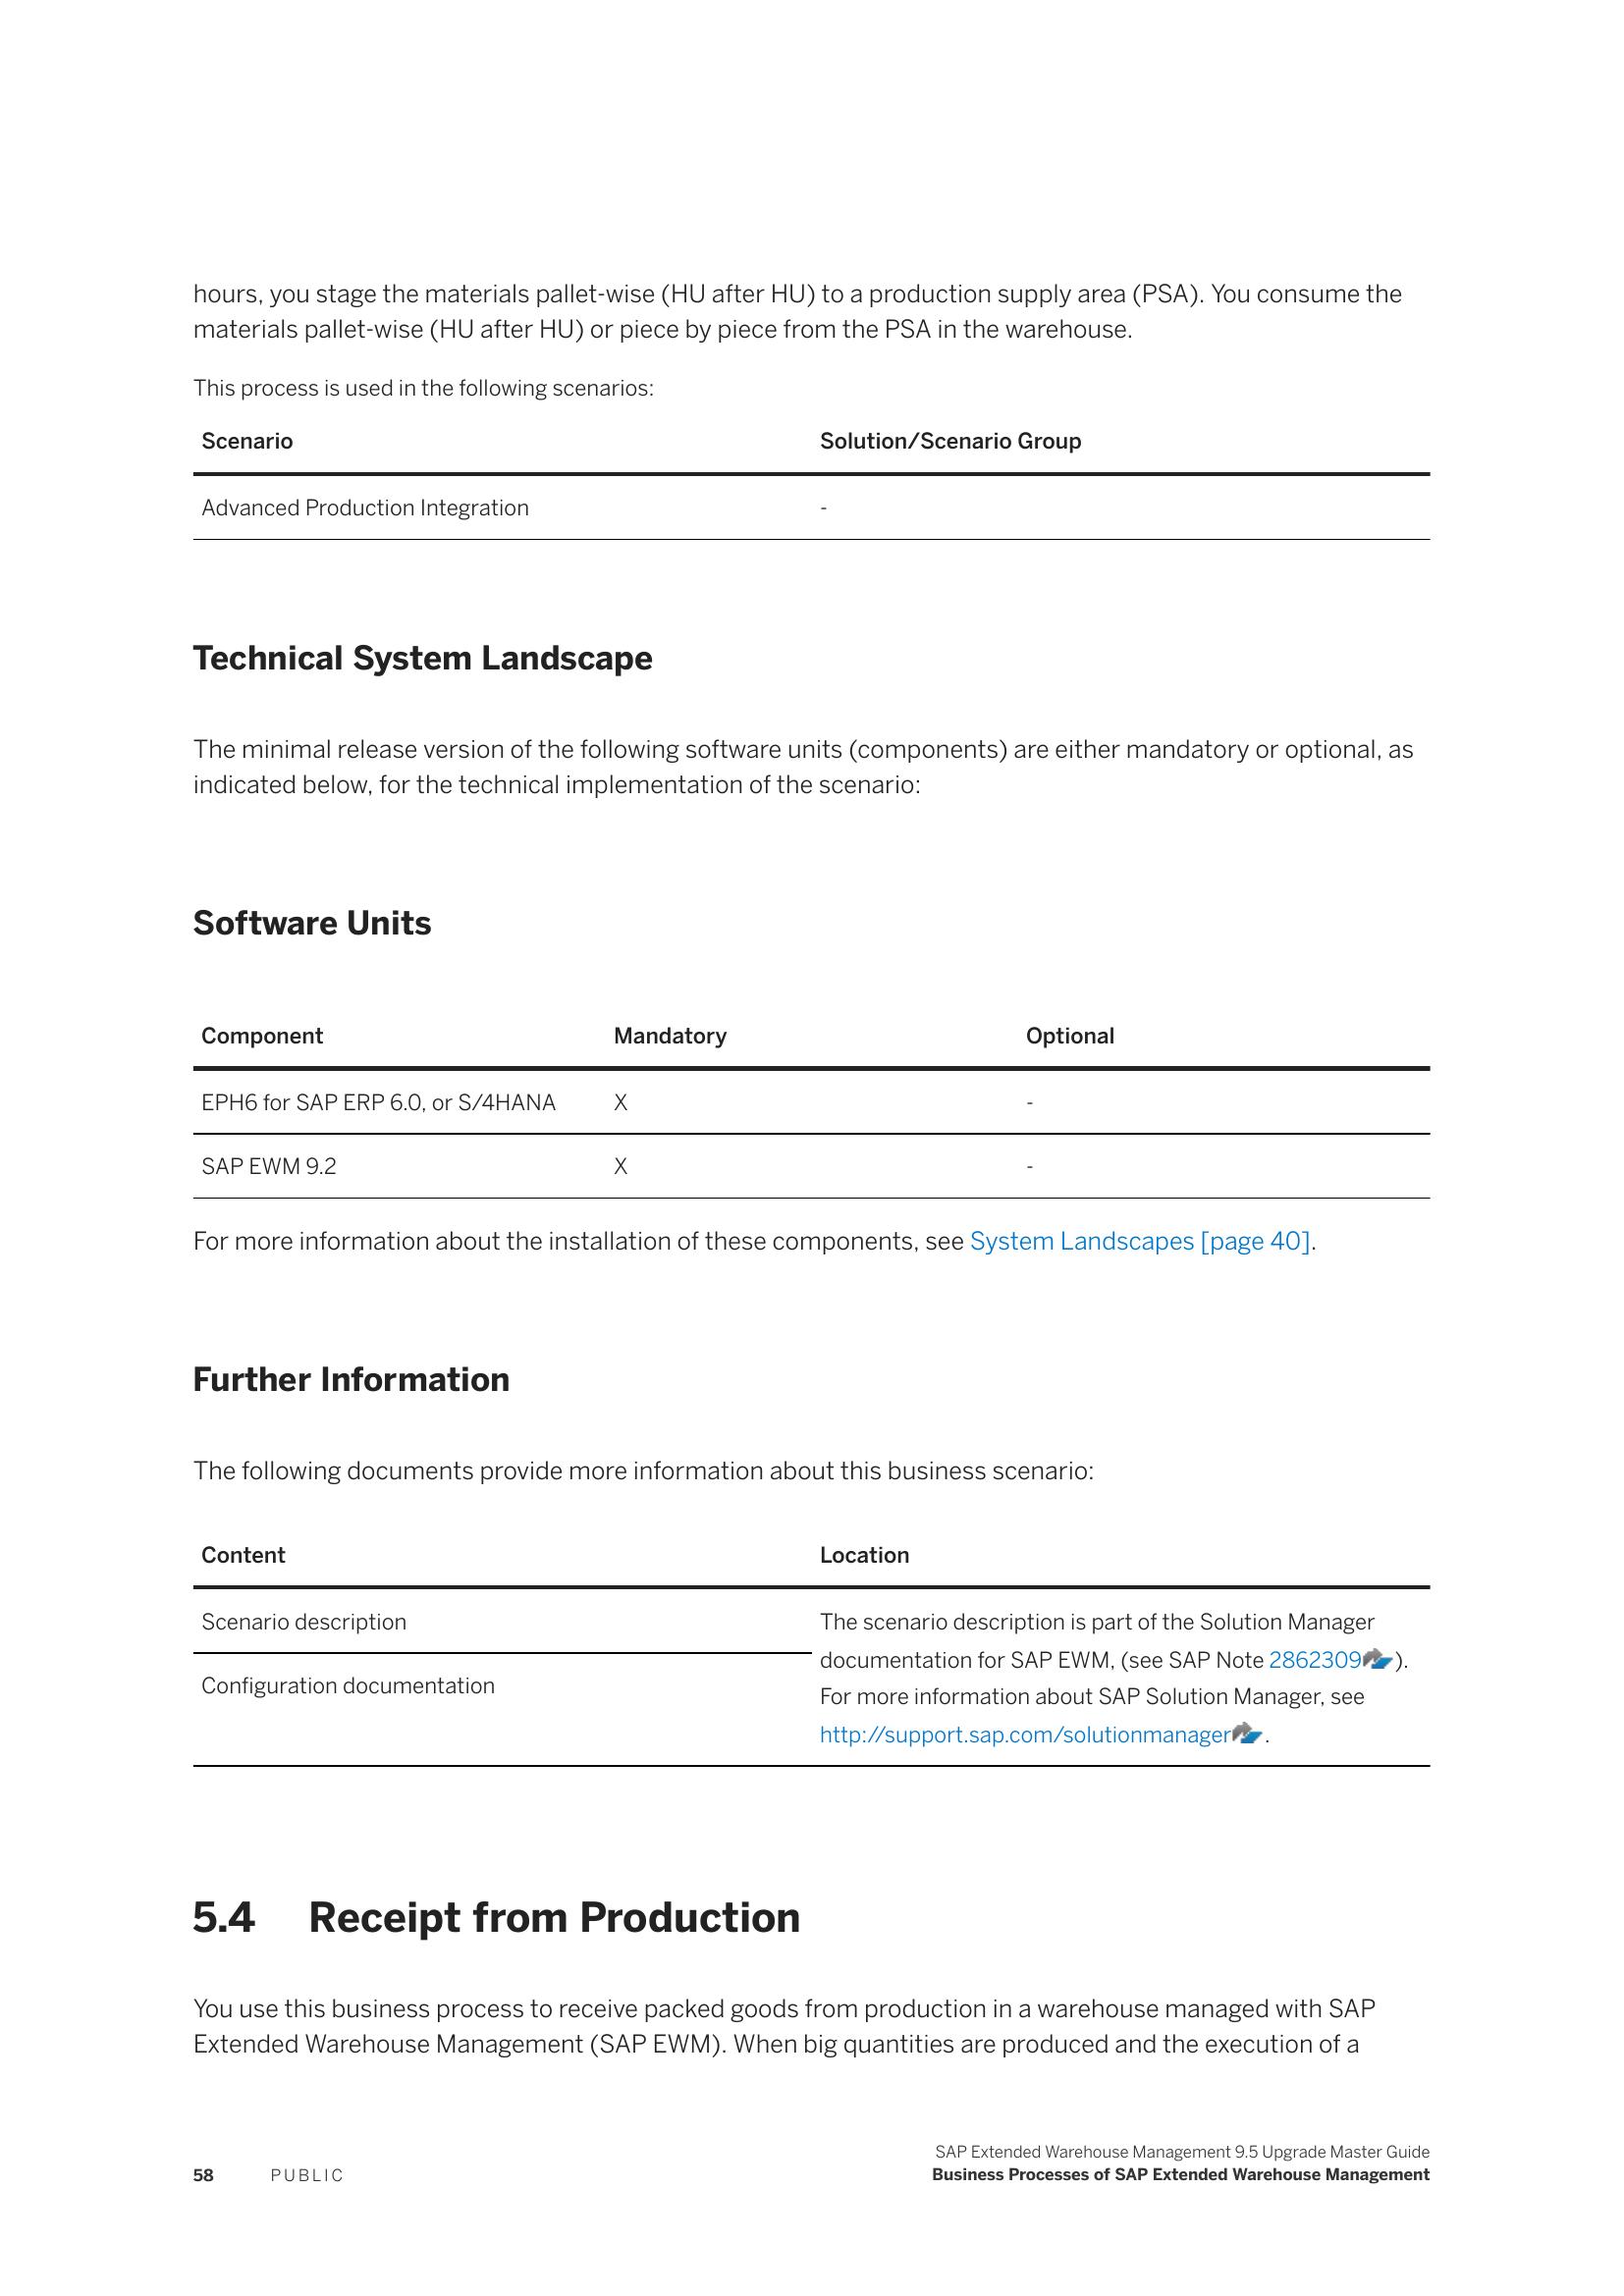 hours, you stage the materials pallet-wise (HU after HU) to a production supply area (PSA). You consume the
materials pallet-wise (HU after HU) or piece by piece from the PSA in the warehouse.
This process is used in the following scenarios:
Scenario Solution/Scenario Group
Advanced Production Integration -
Technical System Landscape
The minimal release version of the following software units (components) are either mandatory or optional, as
indicated below, for the technical implementation of the scenario:
Software Units
Component Mandatory Optional
EPH6 for SAP ERP 6.0, or S/4HANA X -
SAP EWM 9.2 X -
For more information about the installation of these components, see System Landscapes [page 40].
Further Information
The following documents provide more information about this business scenario:
Content Location
Scenario description
Configuration documentation
The scenario description is part of the Solution Manager
documentation for SAP EWM, (see SAP Note 2862309).
For more information about SAP Solution Manager, see
http://support.sap.com/solutionmanager.
5.4 Receipt from Production
You use this business process to receive packed goods from production in a warehouse managed with SAP
Extended Warehouse Management (SAP EWM). When big quantities are produced and the execution of a
SAP Extended Warehouse Management 9.5 Upgrade Master Guide
58 PUBLIC Business Processes of SAP Extended Warehouse Management